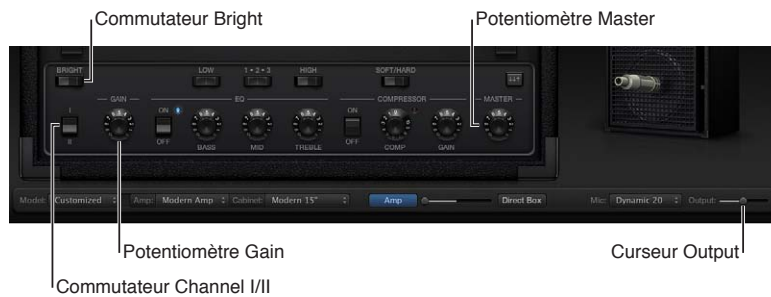 Commutateur Bright
Potentiomètre Master
BRIGHT LOW 1 • 2 • 3 HIGH SOFT/HARD
I GAIN ON EQ ON COMPRESSOR MASTER
II OFF BASS MID TREBLE OFF COMP GAIN
Model: Customized Amp: Modern Amp Cabinet: Modern 15" Amp Direct Box Mic: Dynamic 20 Output:
Potentiomètre Gain
Curseur Output
Commutateur Channel I/II